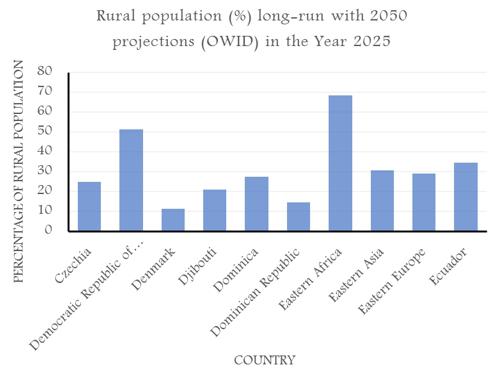 Rural population (%) long-run with 2050
projections (OWID) in the Year 2025
PERCENTAGE OF RURAL POPULATION
80
70
60
50
40
30
20
10
0
Czechia
Democratic Republic of…
Denmark
Djibouti
Dominica
Dominican Republic
Eastern Africa
Eastern Asia
Eastern Europe
Ecuador
COUNTRY